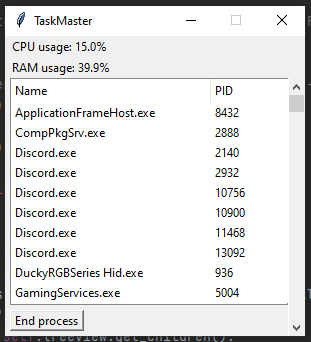 TaskMaster
CPU usage: 15.0%
RAM usage: 39.9%
Name PID
ApplicationFrameHost.exe 8432
CompPkgSrv.exe 2888
Discord.exe 2140
Discord.exe 2932
Discord.exe 10756
Discord.exe 10900
Discord.exe 11468
Discord.exe 13092
DuckyRGBSeries Hid.exe 936
GamingServices.exe 5004
End process
self.treeview.get_children():